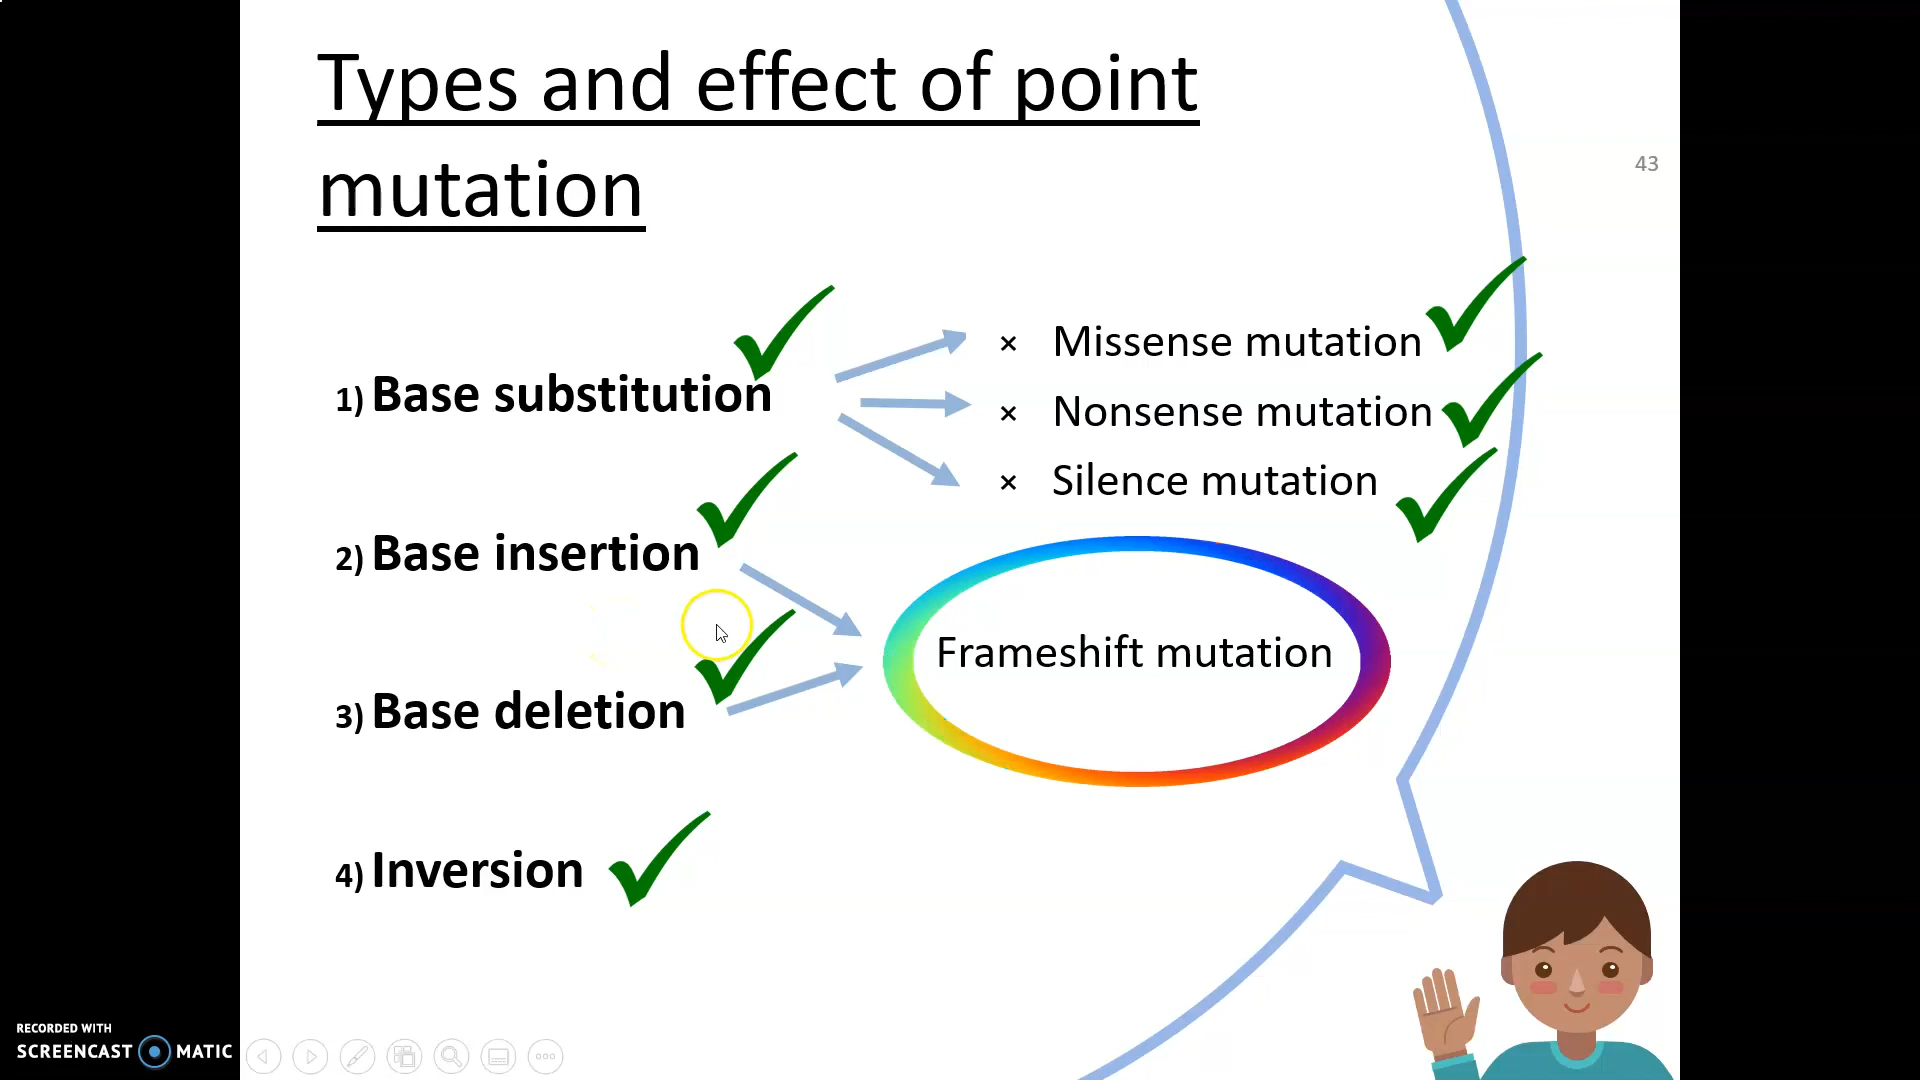 Types and effect of point
mutation
43
1) Base substitution
× Missense mutation
× Nonsense mutation
× Silence mutation
2) Base insertion
Frameshift mutation
3) Base deletion
4) Inversion
RECORDED WITH
SCREENCAST MATIC